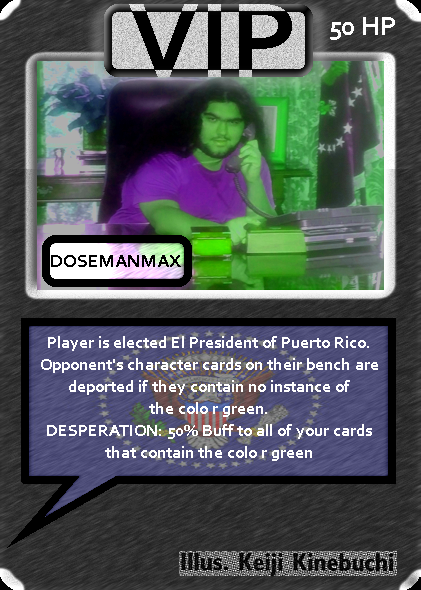 VIP
50 HP
DOSEMANMAX
Player is elected El President of Puerto Rico.
Opponent's character cards on their bench are
deported if they contain no instance of
the colo r green.
DESPERATION: 50% Buff to all of your cards
that contain the colo r green
Illus. Keiji Kinebuchi